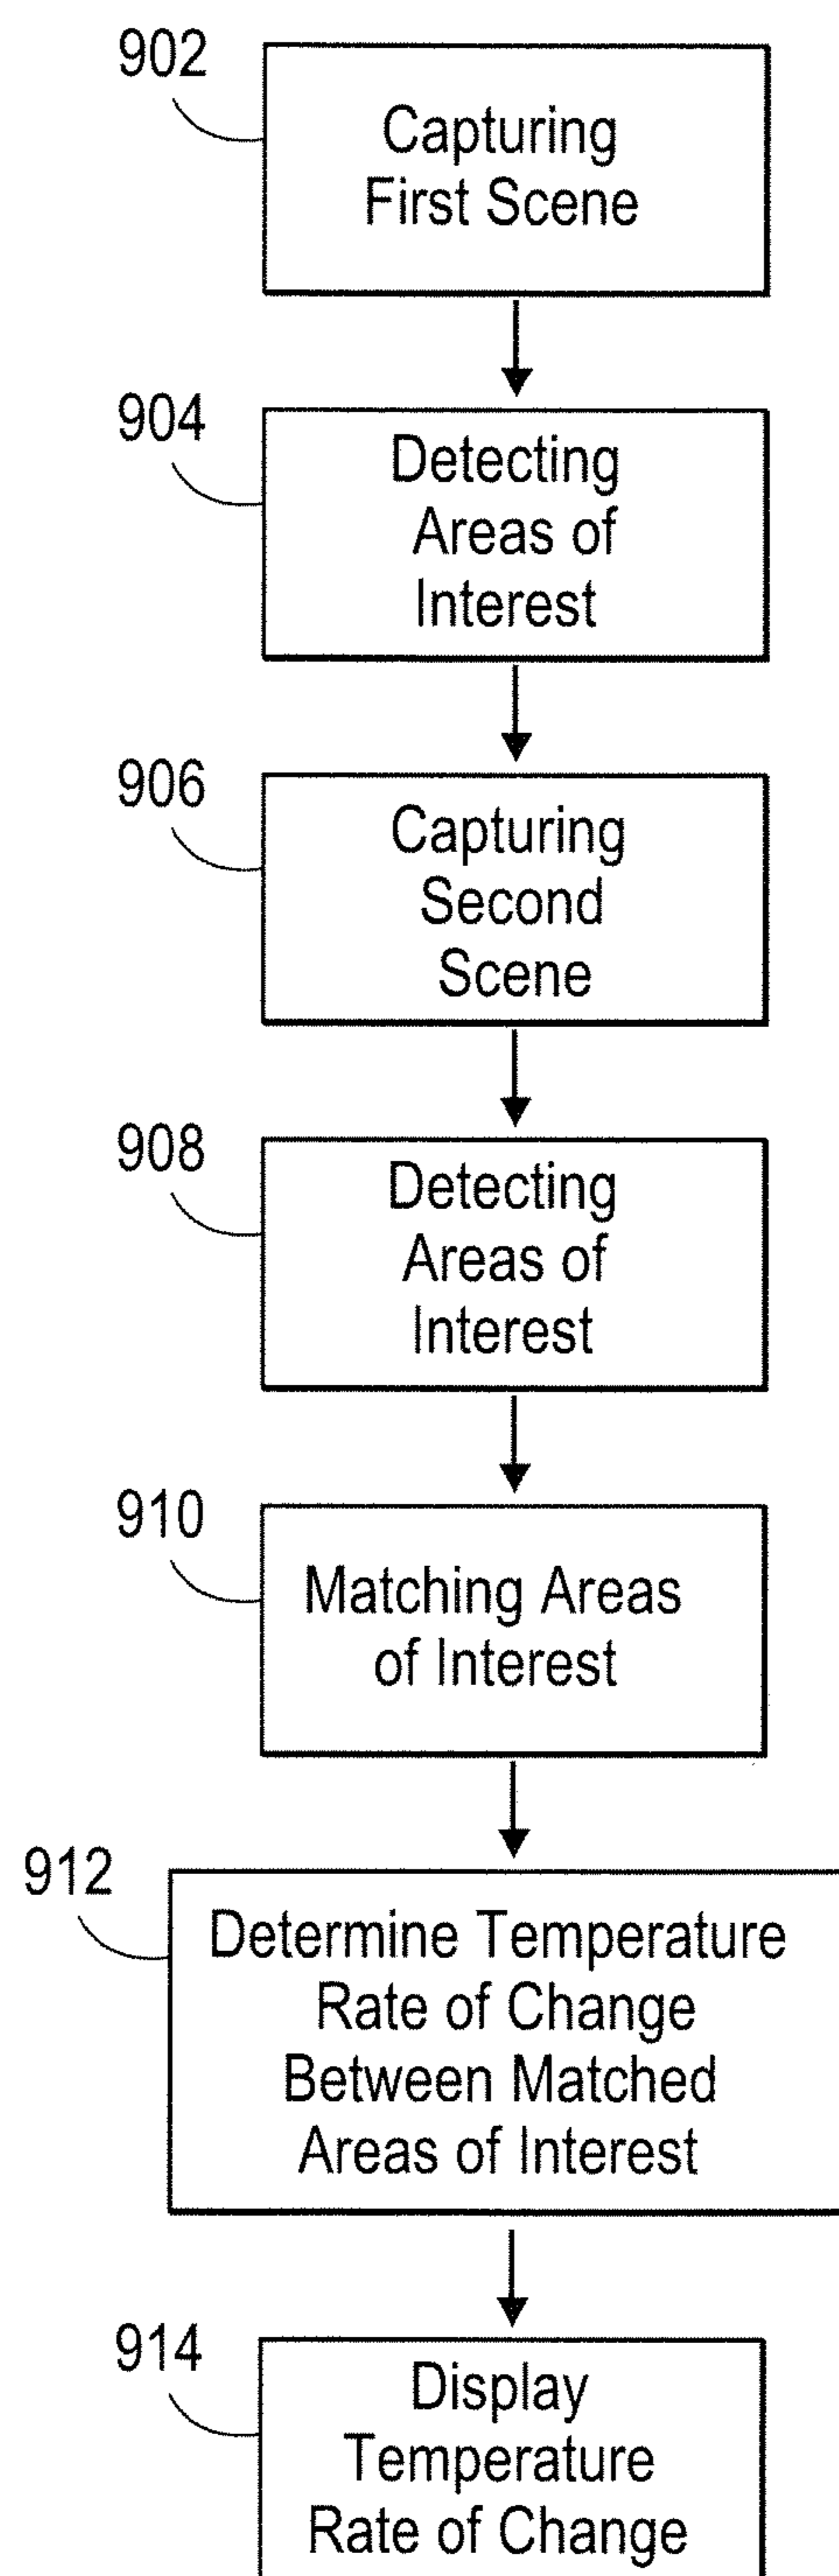 902
Capturing
First Scene
904
Detecting
Areas of
Interest
906
Capturing
Second
Scene
908
Detecting
Areas of
Interest
910
Matching Areas
of Interest
912
Determine Temperature
Rate of Change
Between Matched
Areas of Interest
914
Display
Temperature
Rate of Change